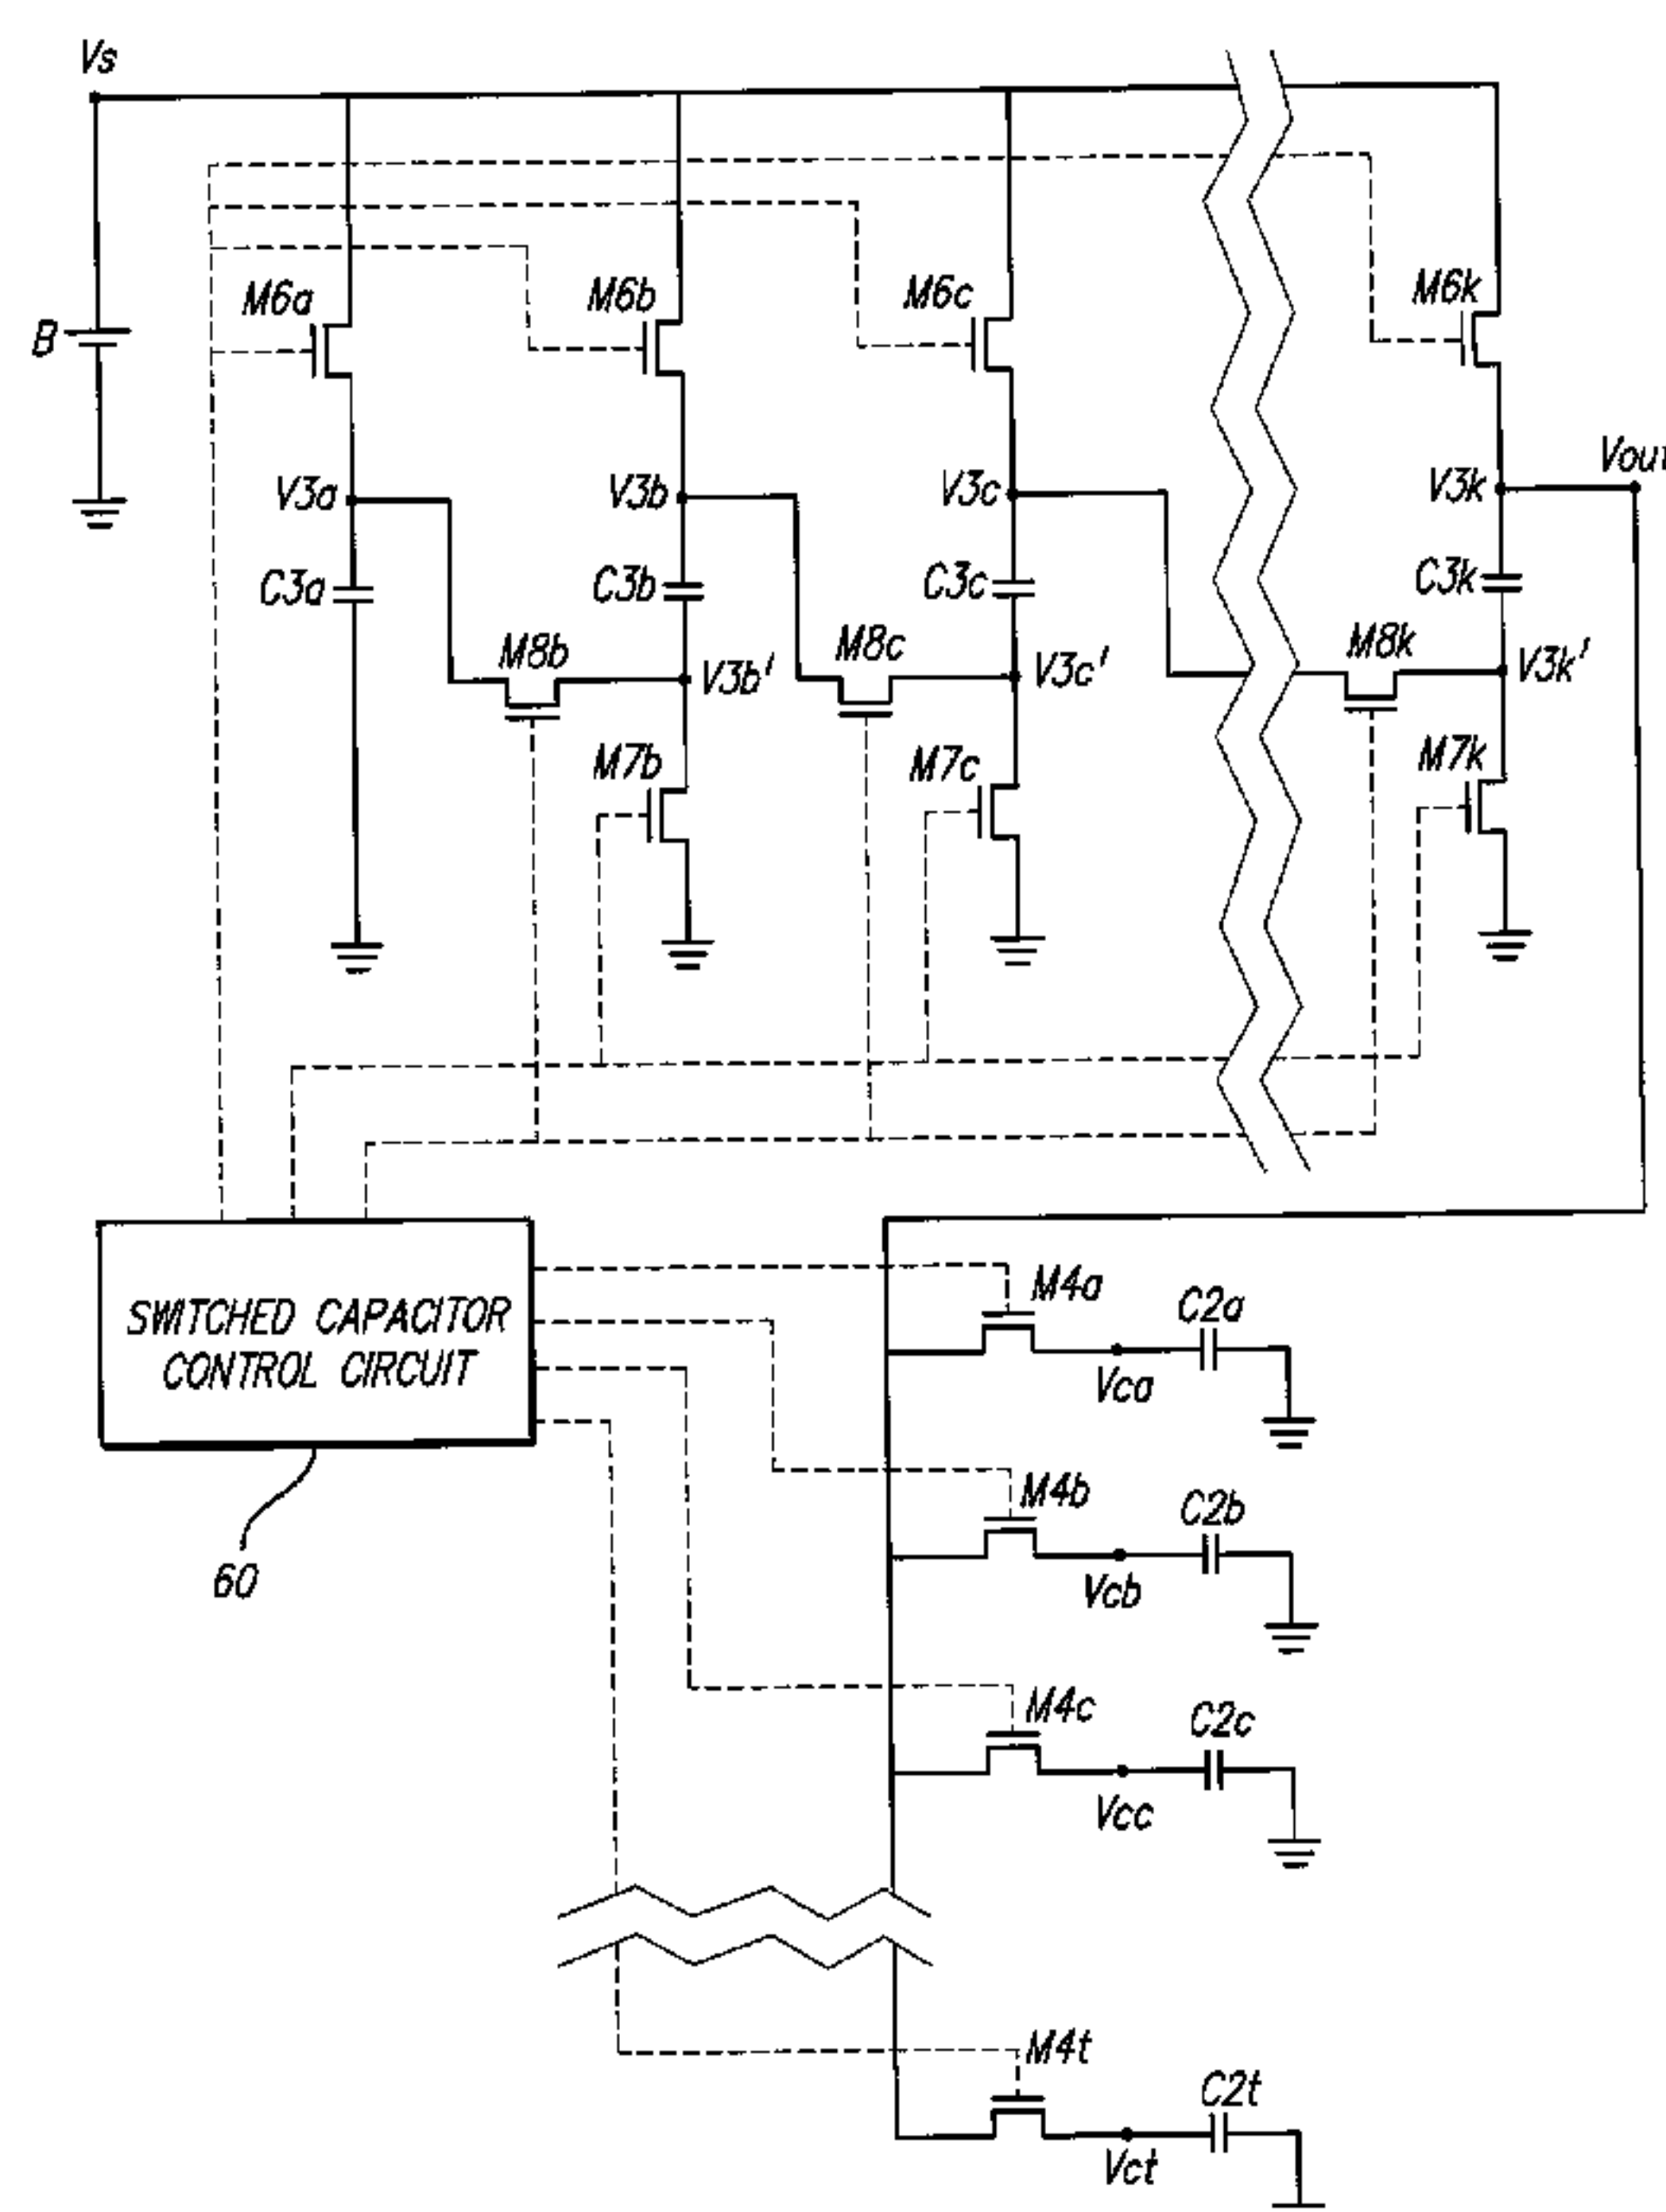 Vs
M6a
M6b
M6c
M6k
B
V3a
V3b
V3c
V3k
Vout
C3a
C3b
C3c
C3k
M8b
V3b'
M8c
V3c'
M8k
V3k'
M7b
M7c
M7k
SWITCHED CAPACITOR
CONTROL CIRCUIT
60
M4a
C2a
Vca
M4b
C2b
Vcb
M4c
C2c
Vcc
M4t
C2t
Vct